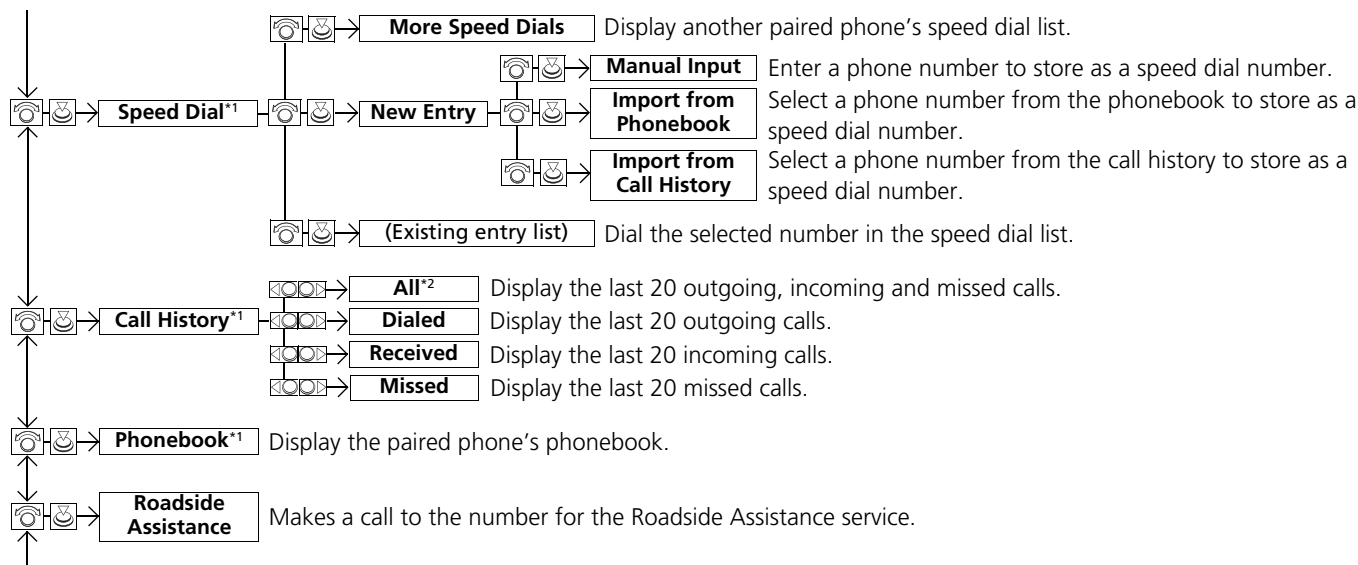 More Speed Dials Display another paired phone's speed dial list.
Manual Input Enter a phone number to store as a speed dial number.
Speed Dial*1 New Entry Import from Phonebook Select a phone number from the phonebook to store as a speed dial number.
Import from Call History Select a phone number from the call history to store as a speed dial number.
(Existing entry list) Dial the selected number in the speed dial list.
All*2 Display the last 20 outgoing, incoming and missed calls.
Call History*1 Dialed Display the last 20 outgoing calls.
Received Display the last 20 incoming calls.
Missed Display the last 20 missed calls.
Phonebook*1 Display the paired phone's phonebook.
Roadside Assistance Makes a call to the number for the Roadside Assistance service.